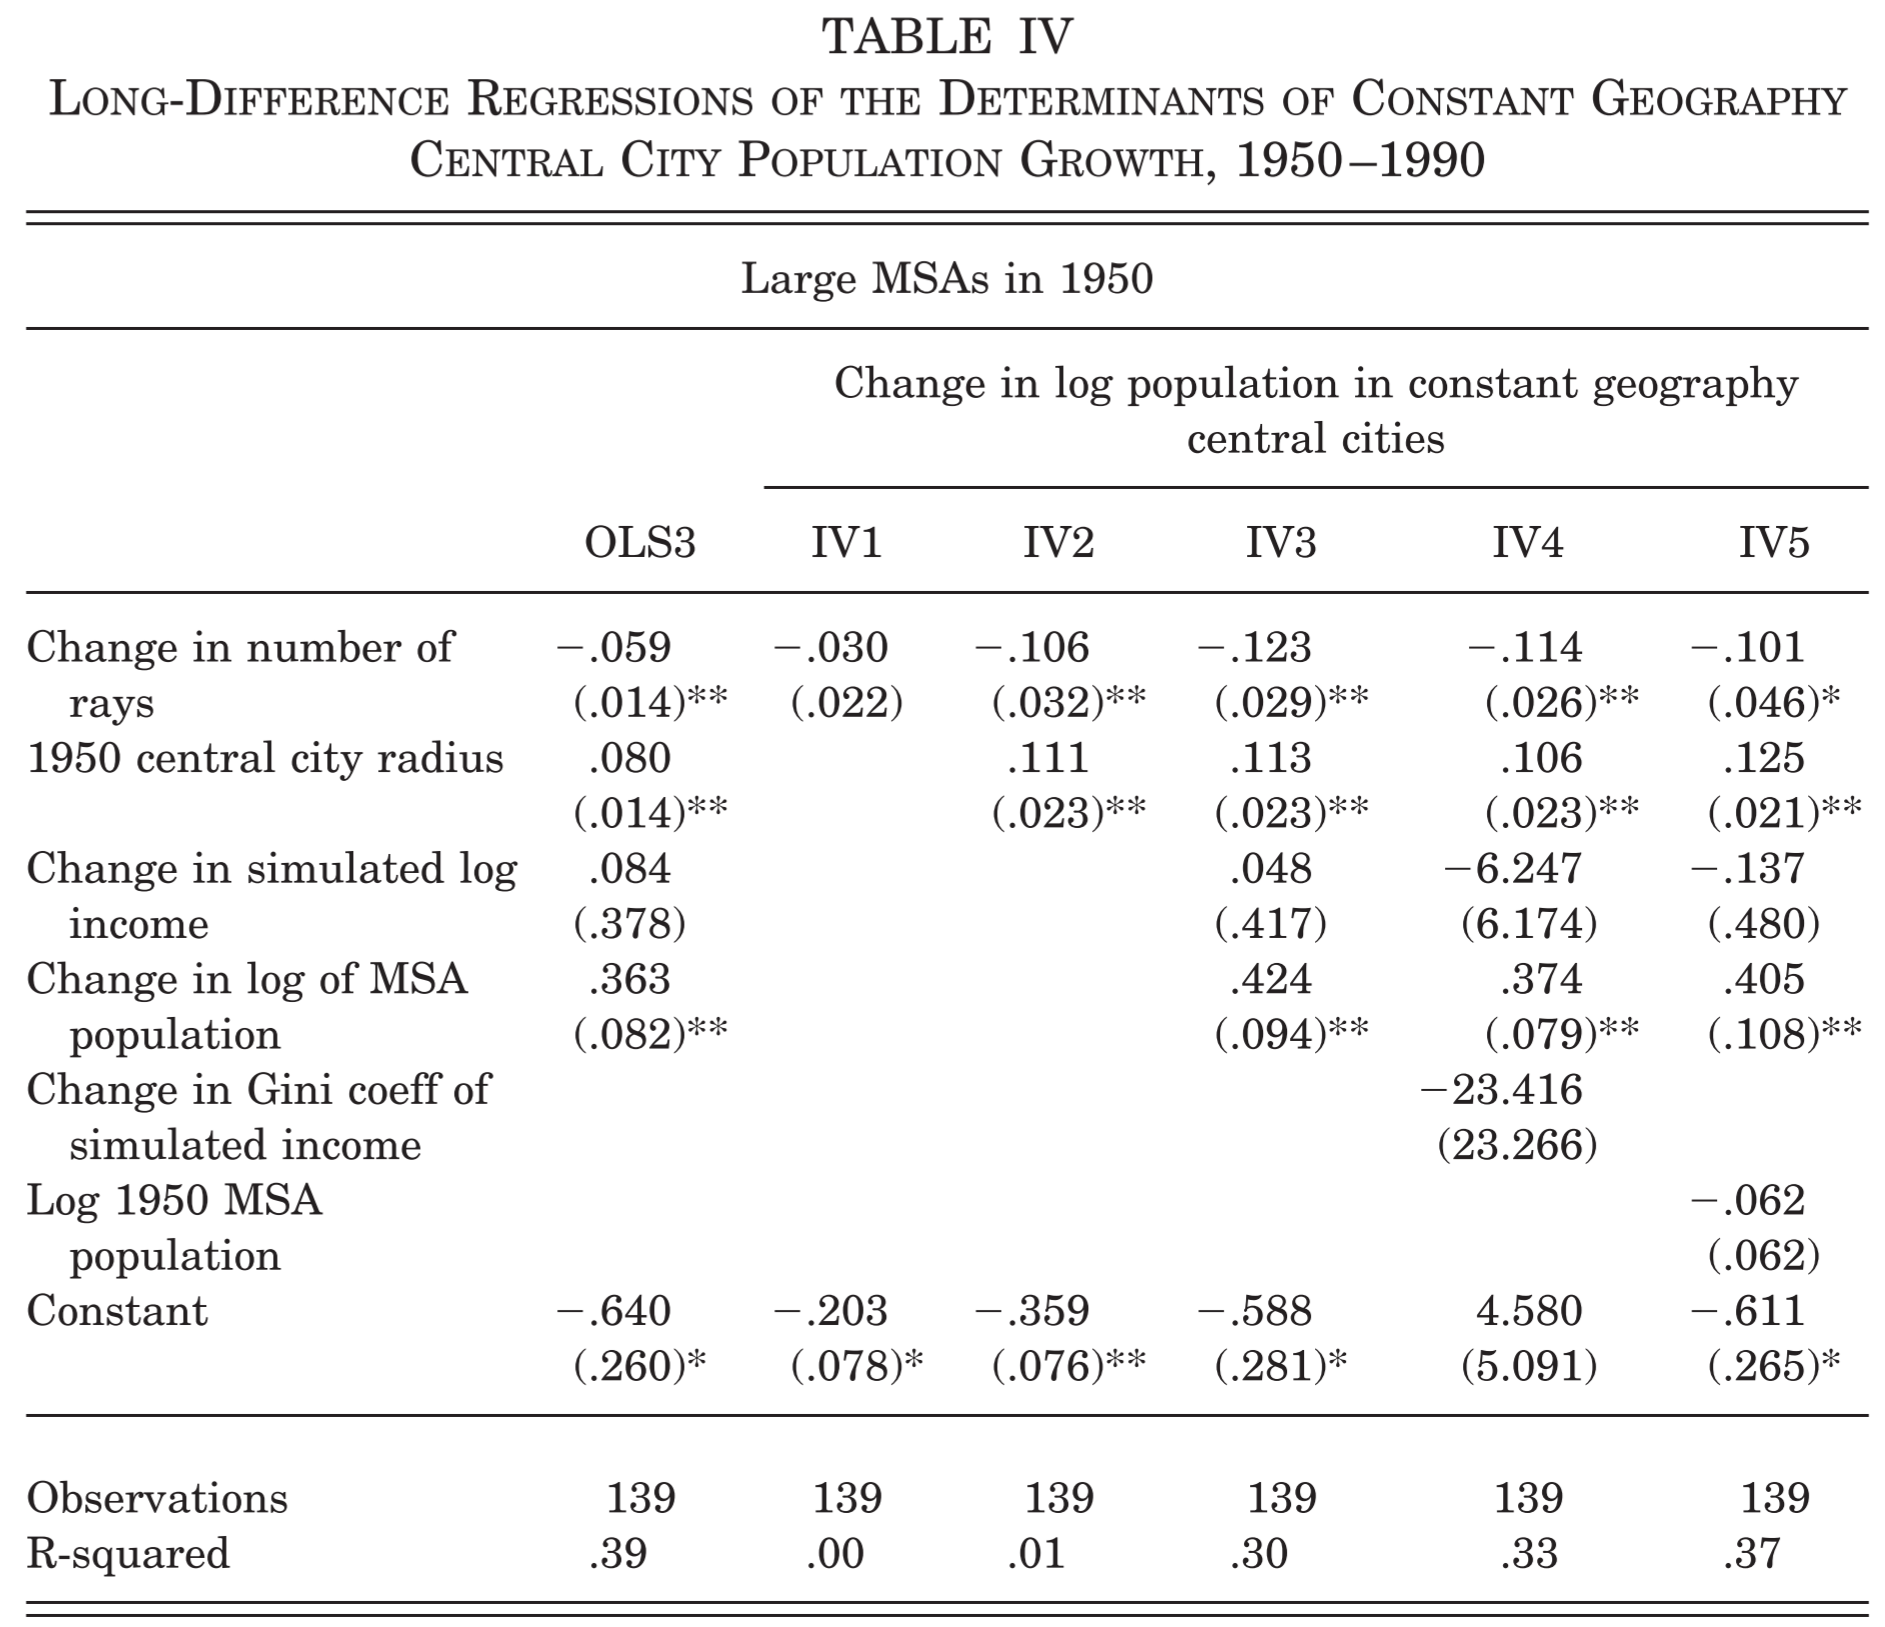 TABLE IV
LONG-DIFFERENCE REGRESSIONS OF THE DETERMINANTS OF CONSTANT GEOGRAPHY
CENTRAL CITY POPULATION GROWTH, 1950–1990
Large MSAs in 1950
Change in log population in constant geography
central cities
OLS3 IV1 IV2 IV3 IV4 IV5
Change in number of −.059 −.030 −.106 −.123 −.114 −.101
rays (.014)** (.022) (.032)** (.029)** (.026)** (.046)*
1950 central city radius .080 .111 .113 .106 .125
(.014)** (.023)** (.023)** (.023)** (.021)**
Change in simulated log .084 .048 −6.247 −.137
income (.378) (.417) (6.174) (.480)
Change in log of MSA .363 .424 .374 .405
population (.082)** (.094)** (.079)** (.108)**
Change in Gini coeff of −23.416
simulated income (23.266)
Log 1950 MSA −.062
population (.062)
Constant −.640 −.203 −.359 −.588 4.580 −.611
(.260)* (.078)* (.076)** (.281)* (5.091) (.265)*
Observations 139 139 139 139 139 139
R-squared .39 .00 .01 .30 .33 .37